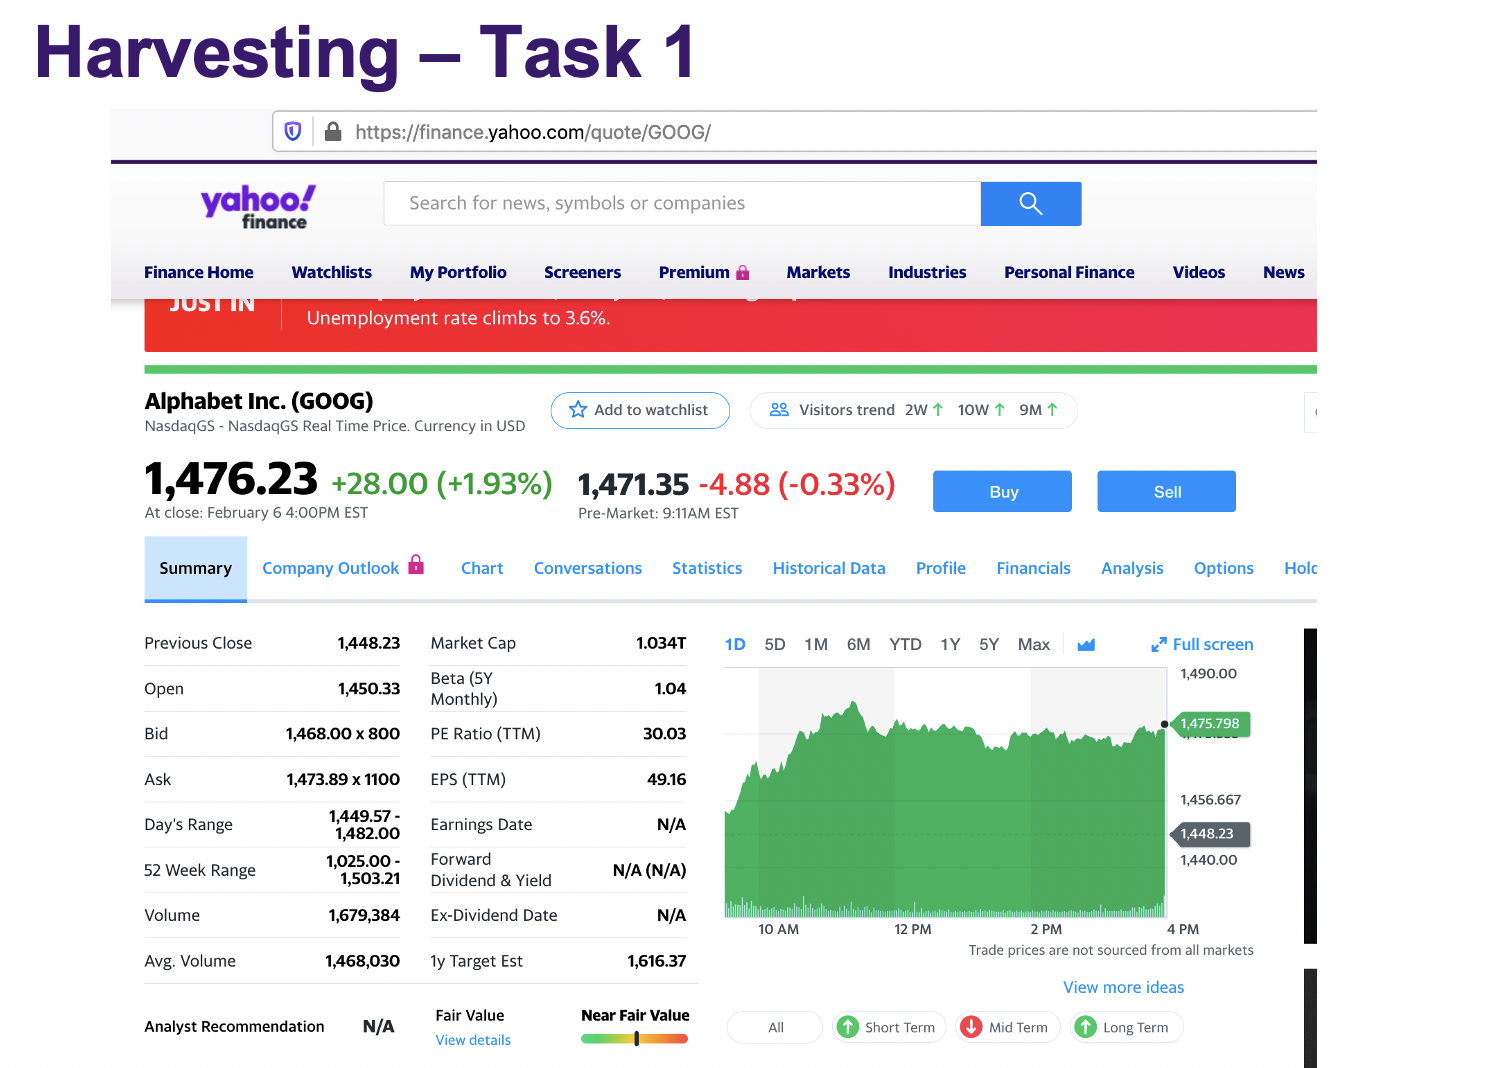 Harvesting – Task 1
https://finance.yahoo.com/quote/GOOG/
yahoo!
finance
Search for news, symbols or companies
Finance Home Watchlists My Portfolio Screeners Premium Markets Industries Personal Finance Videos News
JUST IN
Unemployment rate climbs to 3.6%.
Alphabet Inc. (GOOG)
NasdaqGS - NasdaqGS Real Time Price. Currency in USD
Add to watchlist
Visitors trend 2W ↑ 10W ↑ 9M ↑
1,476.23 +28.00 (+1.93%)
At close: February 6 4:00PM EST
1,471.35 -4.88 (-0.33%)
Pre-Market: 9:11AM EST
Buy
Sell
Summary Company Outlook Chart Conversations Statistics Historical Data Profile Financials Analysis Options
Previous Close 1,448.23
Open 1,450.33
Bid 1,468.00 x 800
Ask 1,473.89 x 1100
Day's Range 1,449.57 -
1,482.00
52 Week Range 1,025.00 -
1,503.21
Volume 1,679,384
Avg. Volume 1,468,030
Market Cap 1.034T
Beta (5Y
Monthly) 1.04
PE Ratio (TTM) 30.03
EPS (TTM) 49.16
Earnings Date N/A
Forward
Dividend & Yield N/A (N/A)
Ex-Dividend Date N/A
1y Target Est 1,616.37
1D 5D 1M 6M YTD 1Y 5Y Max Full screen
1,490.00
1,475.798
1,456.667
1,448.23
1,440.00
10 AM 12 PM 2 PM 4 PM
Trade prices are not sourced from all markets
View more ideas
Analyst Recommendation N/A
Fair Value
View details
Near Fair Value
All Short Term Mid Term Long Term